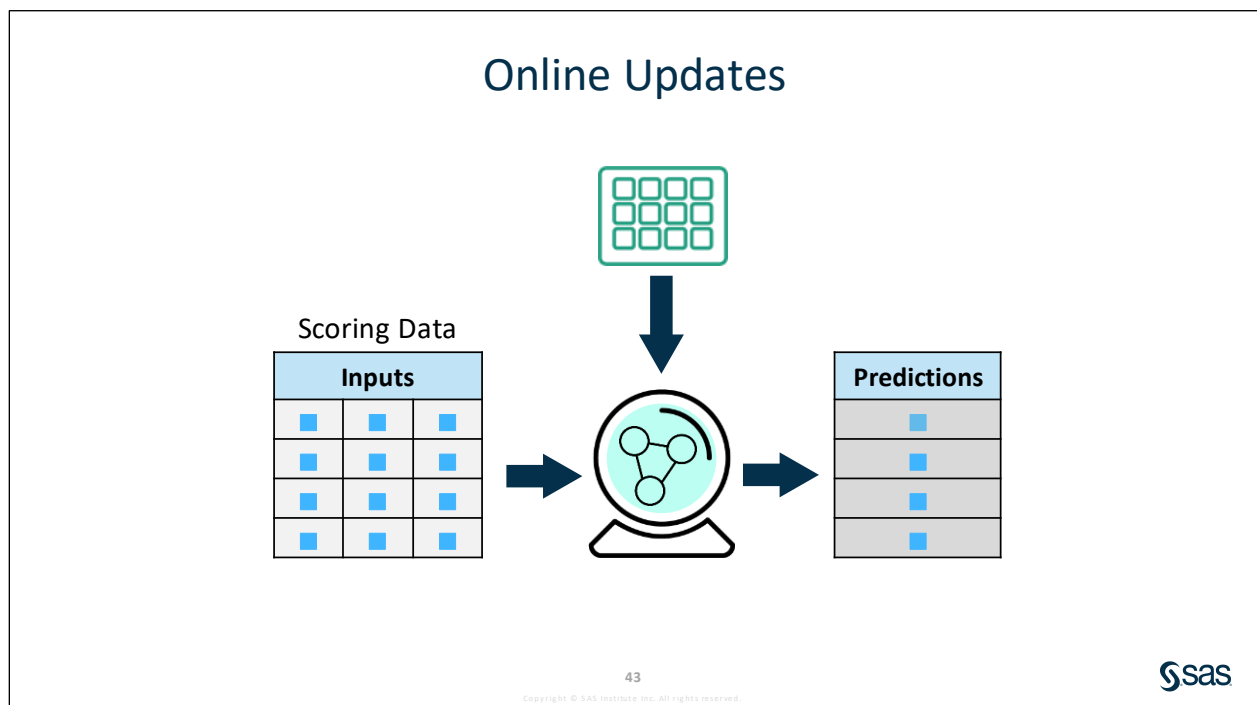 Online Updates
Scoring Data
Inputs
Predictions
43
Copyright © SAS Institute Inc. All rights reserved.
sas